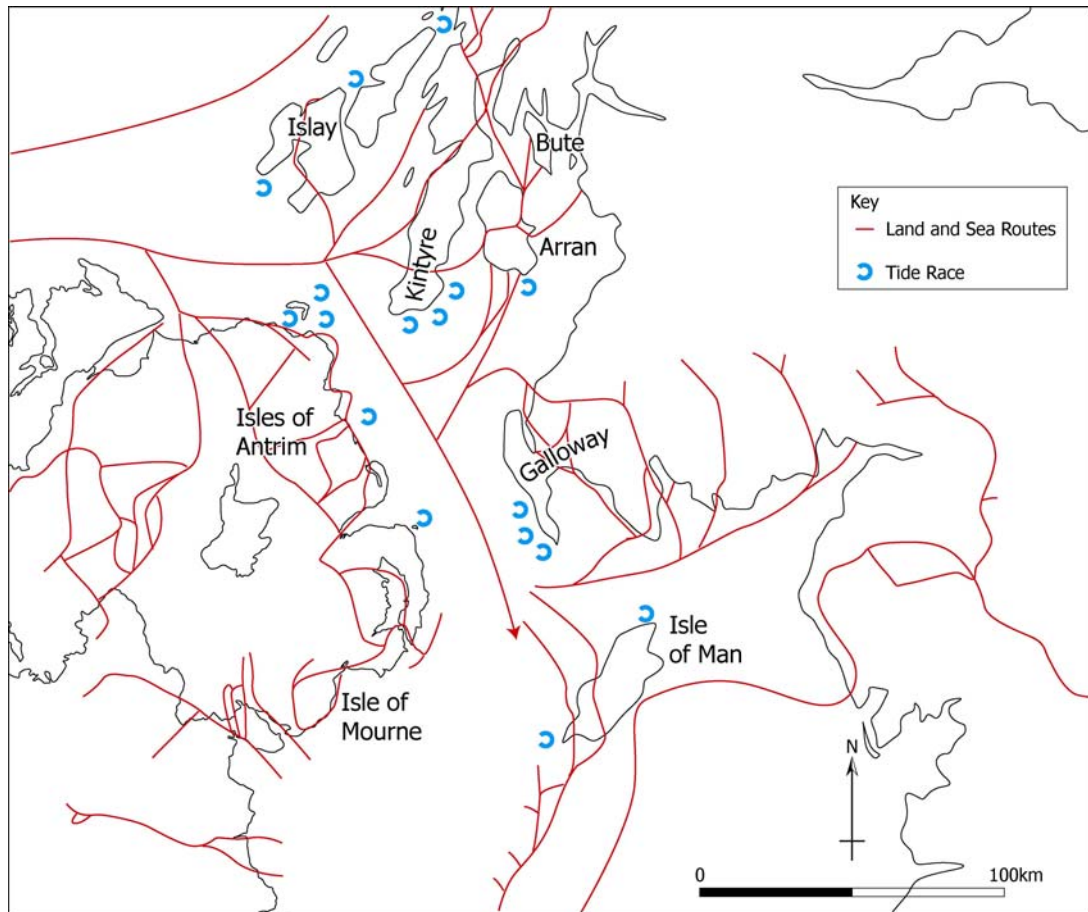 Islay
Bute
Key
Land and Sea Routes
Tide Race
Arran
Kintyre
Isles of
Antrim
Galloway
Isle
of Man
Isle of
Mourne
N
0
100km